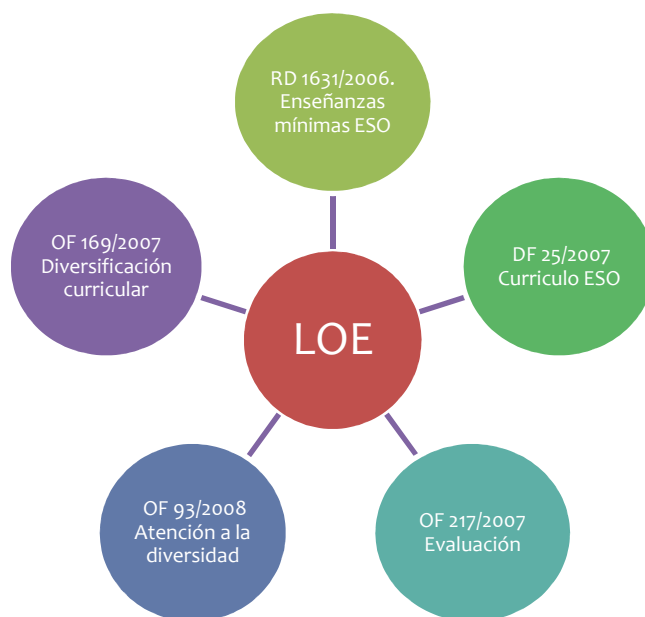 RD 1631/2006.
Enseñanzas
mínimas ESO
OF 169/2007
Diversificación
curricular
DF 25/2007
Curriculo ESO
LOE
OF 93/2008
Atención a la
diversidad
OF 217/2007
Evaluación